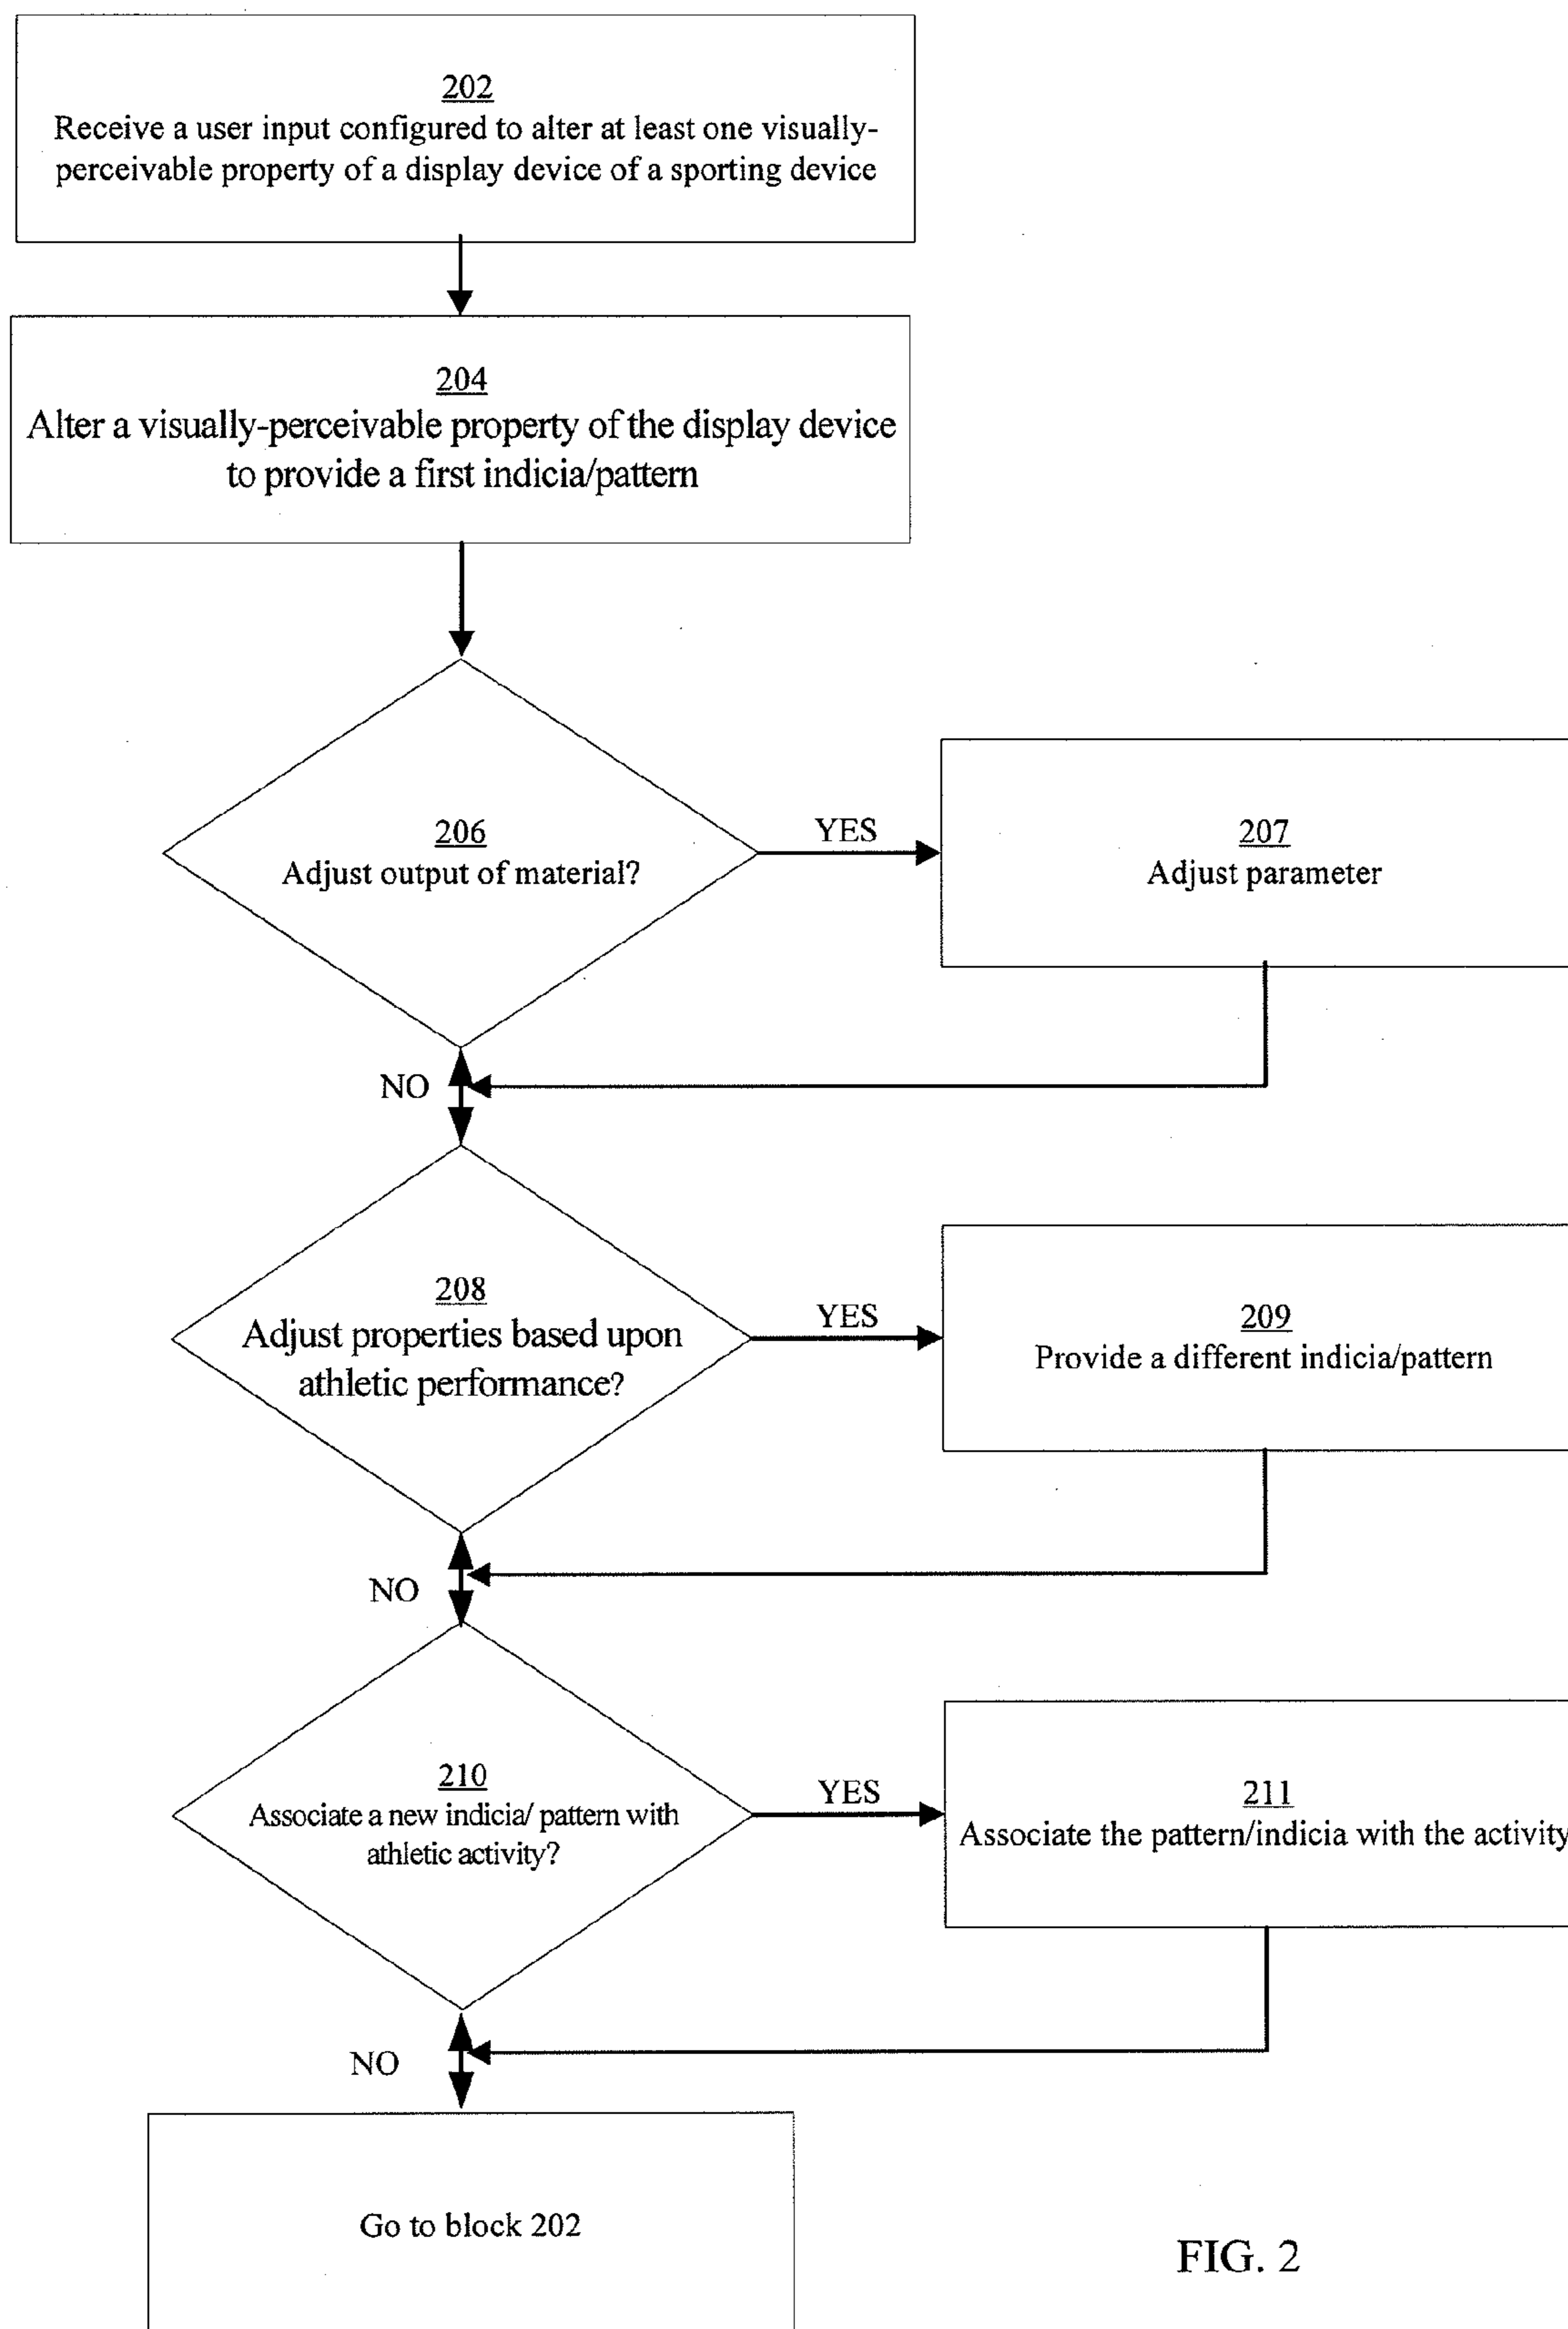 202
Receive a user input configured to alter at least one visually-
perceivable property of a display device of a sporting device
204
Alter a visually-perceivable property of the display device
to provide a first indicia/pattern
206
Adjust output of material?
YES
207
Adjust parameter
NO
208
Adjust properties based upon
athletic performance?
YES
209
Provide a different indicia/pattern
NO
210
Associate a new indicia/ pattern with
athletic activity?
YES
211
Associate the pattern/indicia with the activity
NO
Go to block 202
FIG. 2